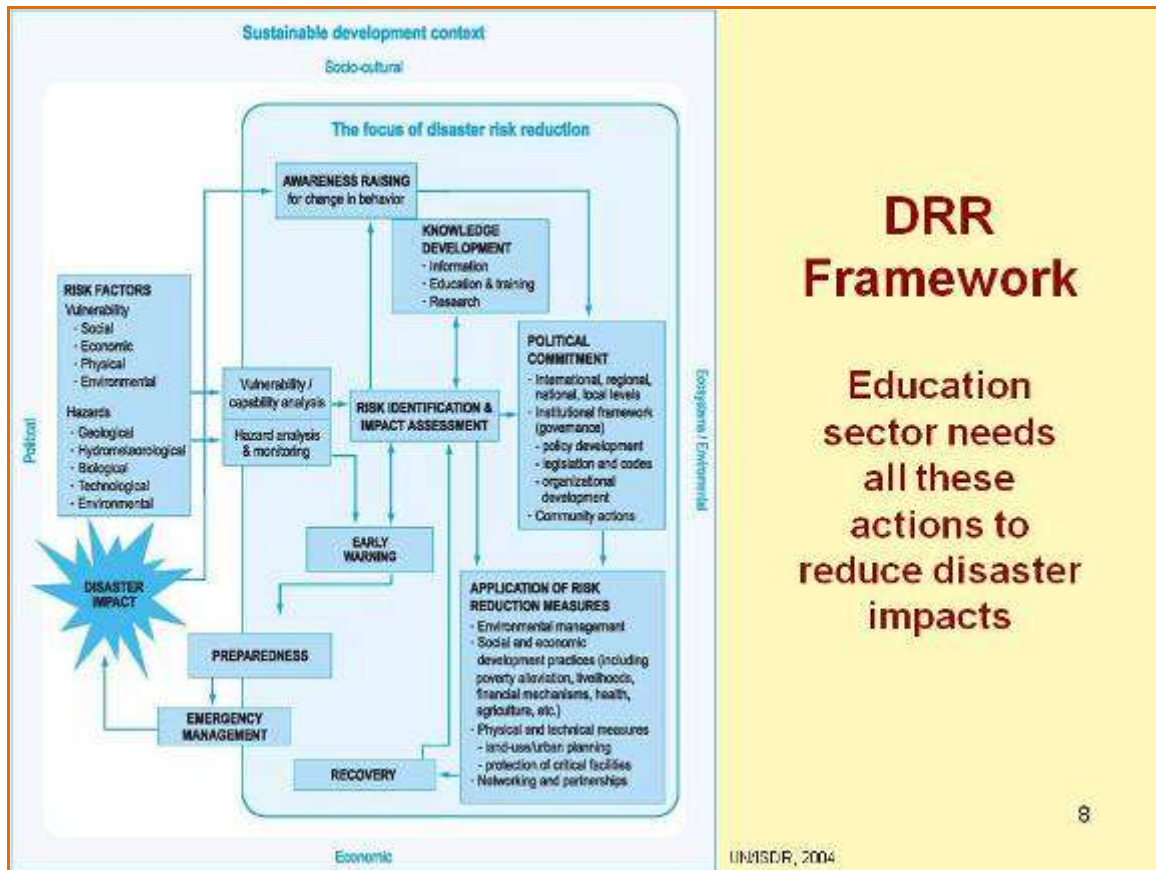 Sustainable development context
Socio-cultural
The focus of disaster risk reduction
AWARENESS RAISING
for change in behavior
KNOWLEDGE
DEVELOPMENT
- Information
- Education & training
- Research
RISK FACTORS
Vulnerability
- Social
- Economic
- Physical
- Environmental
Hazards
- Geological
- Hydrometeorological
- Biological
- Technological
- Environmental
Political
Vulnerability /
capability analysis
Hazard analysis
& monitoring
RISK IDENTIFICATION &
IMPACT ASSESSMENT
POLITICAL
COMMITMENT
- International, regional,
national, local levels
- Institutional framework
(governance)
- policy development
- legislation and codes
- organizational
development
- Community actions
Ecosystems / Enviromental
EARLY
WARNING
DISASTER
IMPACT
PREPAREDNESS
EMERGENCY
MANAGEMENT
RECOVERY
APPLICATION OF RISK
REDUCTION MEASURES
- Environmental management
- Social and economic
development practices (including
poverty alleviation, livelihoods,
financial mechanisms, health,
agriculture, etc.)
- Physical and technical measures
- land-use/urban planning
- protection of critical facilities
- Networking and partnerships
Economic
DRR
Framework
Education
sector needs
all these
actions to
reduce disaster
impacts
8
UN/ISDR, 2004